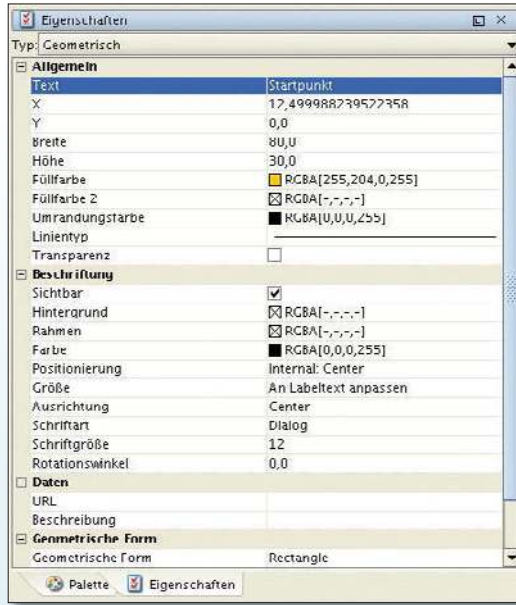 Eigenschaften
Typ: Geometrisch
Allgemein
Text Startpunkt
X 12,499988239522358
Y 0,0
Breite 80,0
Höhe 30,0
Füllfarbe RGBA[255,204,0,255]
Füllfarbe 2 RGBA[-,-,-,-]
Umrandungsfarbe RGBA[0,0,0,255]
Linientyp
Transparenz
Beschriftung
Sichtbar
Hintergrund RGBA[-,-,-,-]
Rahmen RGBA[-,-,-,-]
Farbe RGBA[0,0,0,255]
Positionierung Internal: Center
Größe An Labeltext anpassen
Ausrichtung Center
Schriftart Dialog
Schriftgröße 12
Rotationswinkel 0,0
Daten
URL
Beschreibung
Geometrische Form
Geometrische Form Rectangle
Palette Eigenschaften